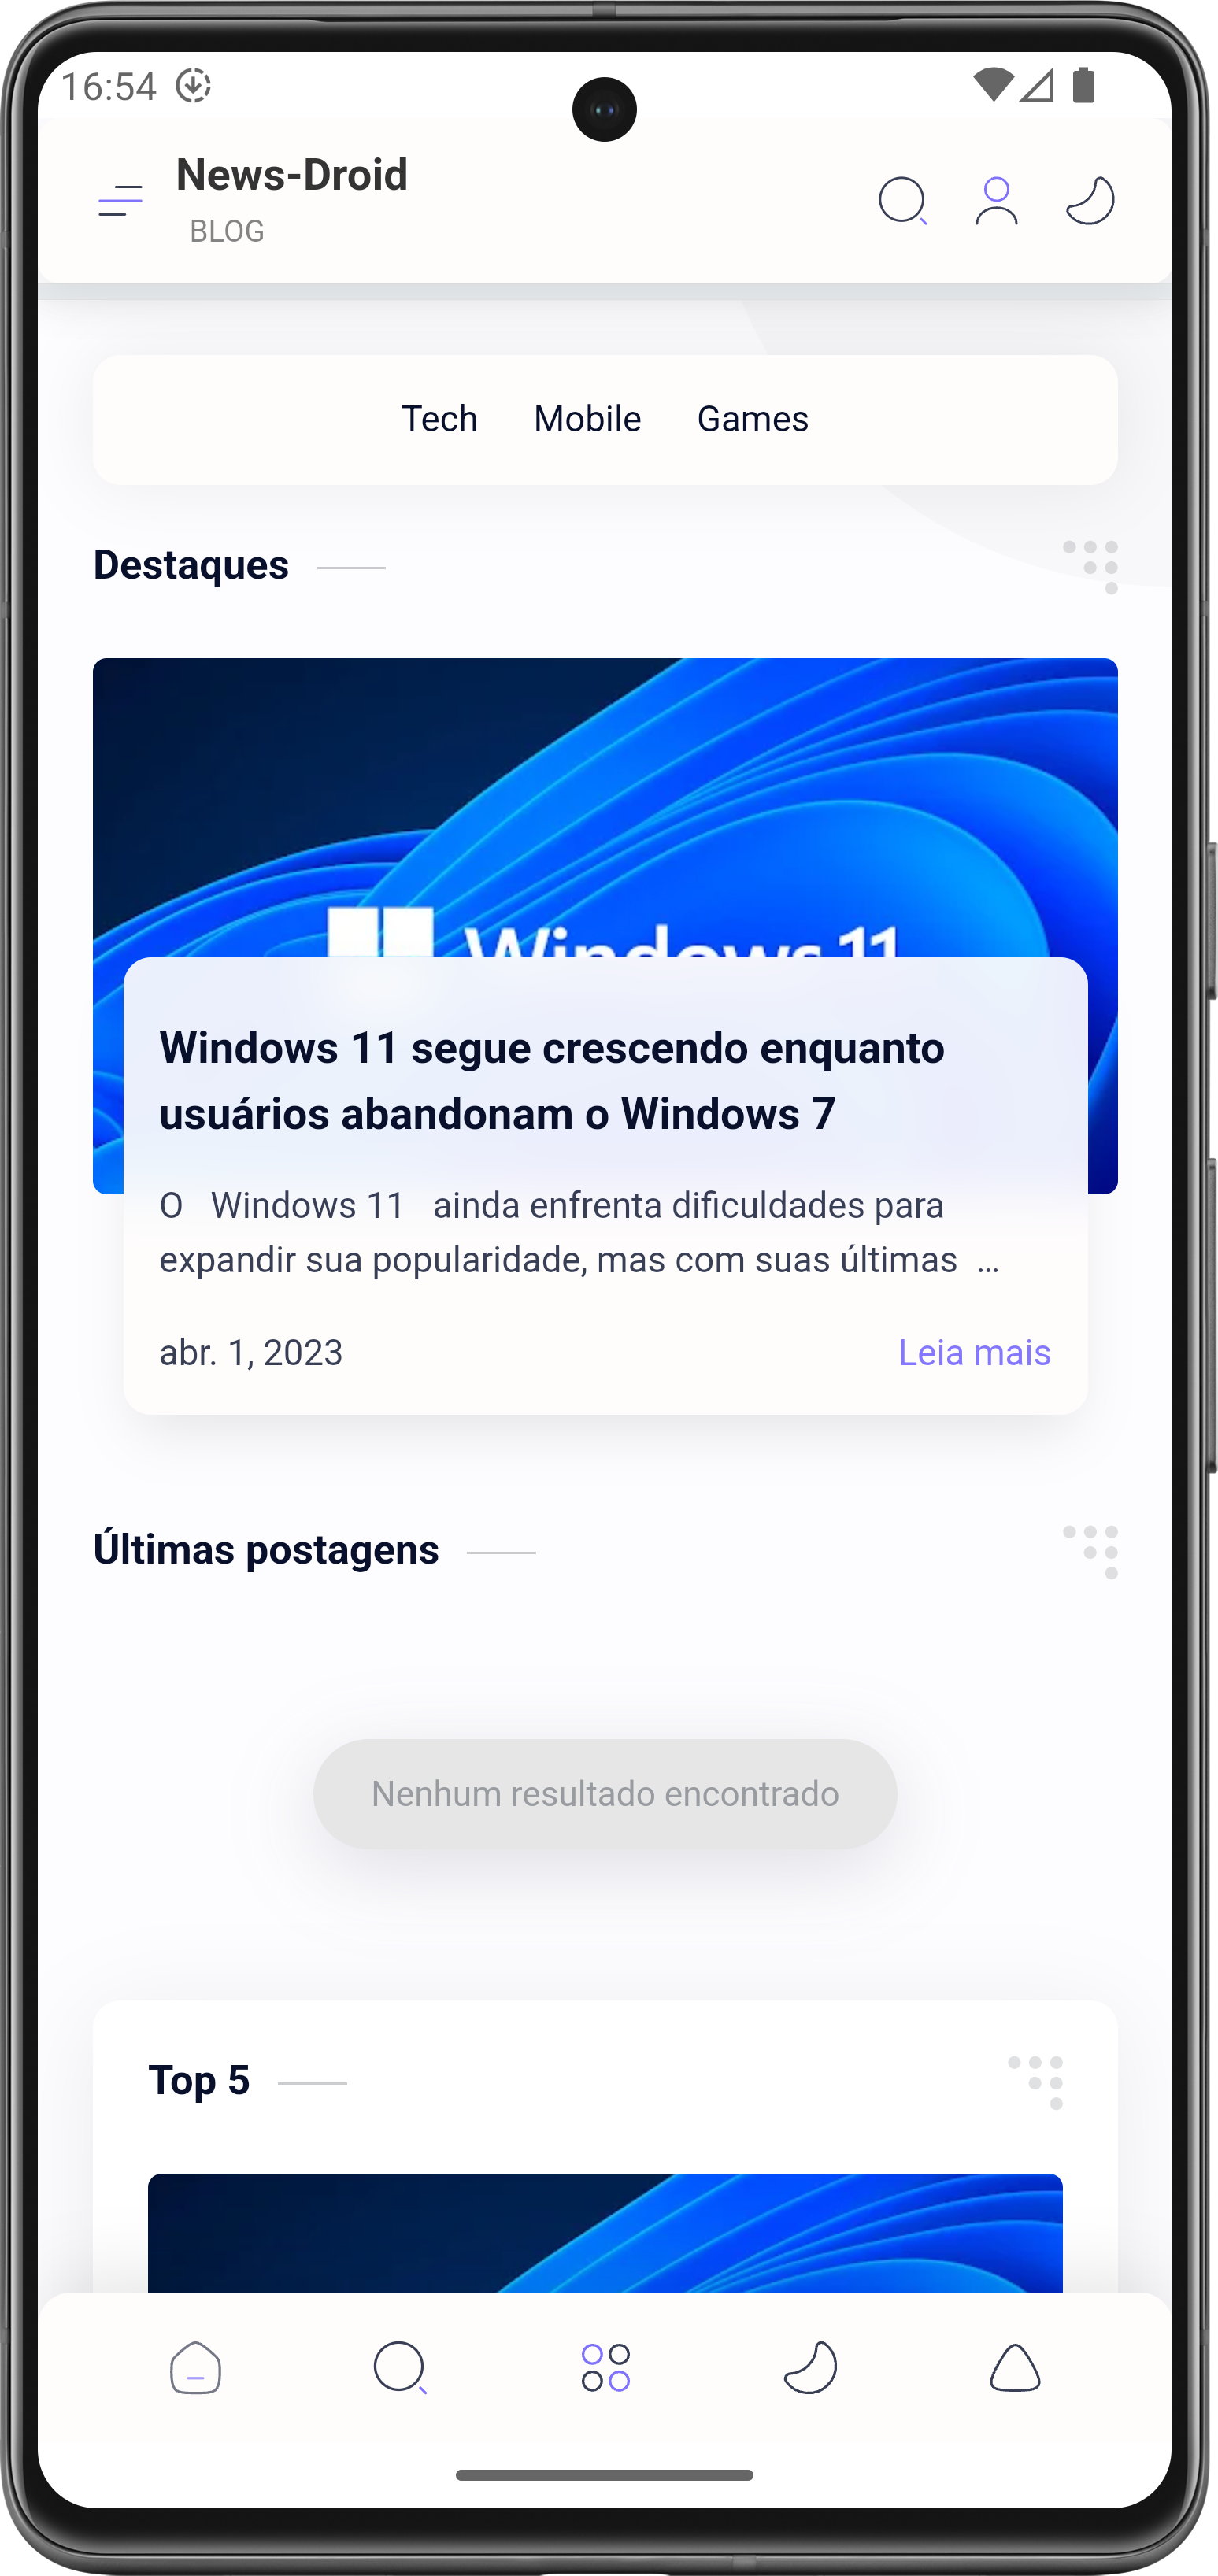 16:54
News-Droid
BLOG
Tech Mobile Games
Destaques
Windows 11
Windows 11 segue crescendo enquanto
usuários abandonam o Windows 7
O Windows 11 ainda enfrenta dificuldades para
expandir sua popularidade, mas com suas últimas ...
abr. 1, 2023 Leia mais
Últimas postagens
Nenhum resultado encontrado
Top 5